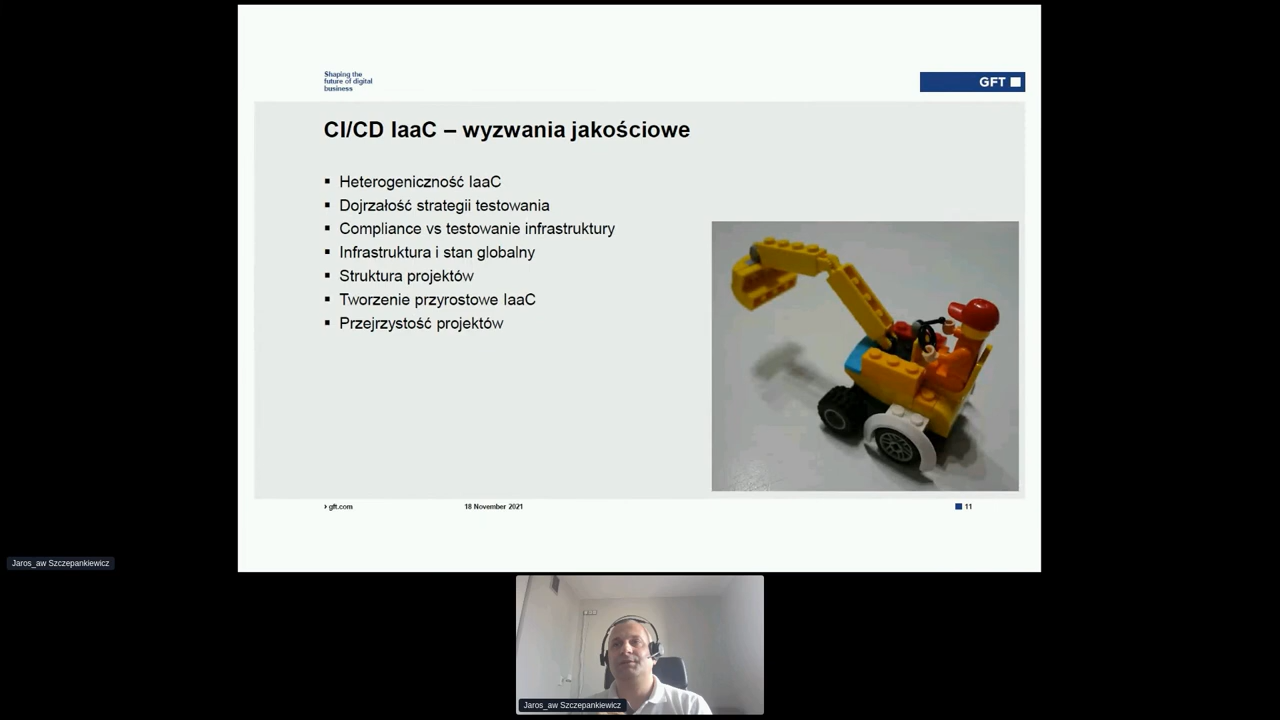 Shaping the
future of digital
business
GFT
CI/CD IaaC – wyzwania jakościowe
▪ Heterogeniczność IaaC
▪ Dojrzałość strategii testowania
▪ Compliance vs testowanie infrastruktury
▪ Infrastruktura i stan globalny
▪ Struktura projektów
▪ Tworzenie przyrostowe IaaC
▪ Przejrzystość projektów
› gft.com
18 November 2021
11
Jaros_aw Szczepankiewicz
Jaros_aw Szczepankiewicz